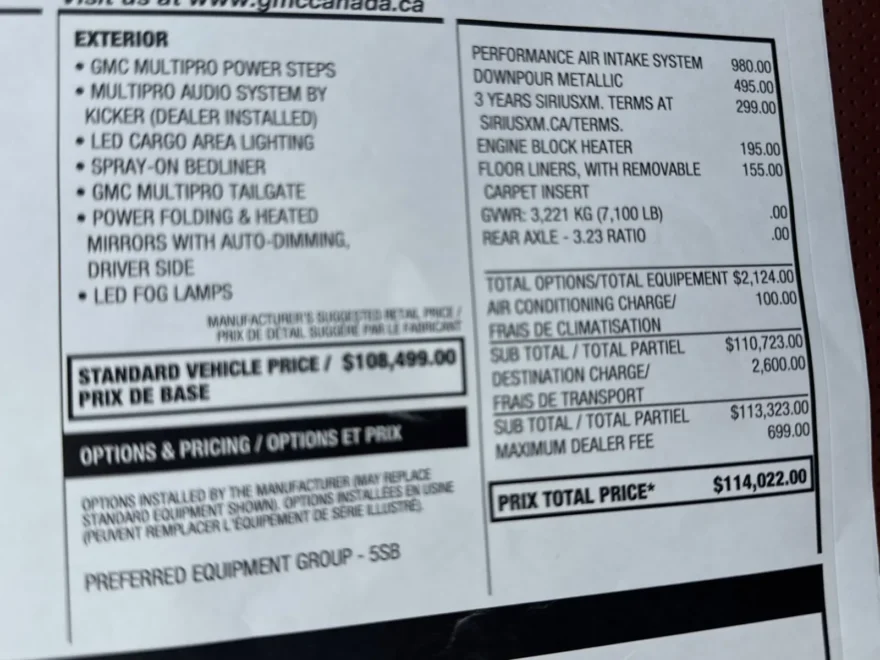 Visit us at www.gmccanada.ca
EXTERIOR
• GMC MULTIPRO POWER STEPS
• MULTIPRO AUDIO SYSTEM BY
KICKER (DEALER INSTALLED)
• LED CARGO AREA LIGHTING
• SPRAY-ON BEDLINER
• GMC MULTIPRO TAILGATE
• POWER FOLDING & HEATED
MIRRORS WITH AUTO-DIMMING,
DRIVER SIDE
• LED FOG LAMPS
MANUFACTURER'S SUGGESTED RETAIL PRICE /
PRIX DE DÉTAIL SUGGÉRÉ PAR LE FABRICANT
STANDARD VEHICLE PRICE / $108,499.00
PRIX DE BASE
OPTIONS & PRICING / OPTIONS ET PRIX
OPTIONS INSTALLED BY THE MANUFACTURER (MAY REPLACE
STANDARD EQUIPMENT SHOWN). OPTIONS INSTALLÉES EN USINE
(PEUVENT REMPLACER L'ÉQUIPEMENT DE SÉRIE ILLUSTRÉ).
PREFERRED EQUIPMENT GROUP - 5SB
PERFORMANCE AIR INTAKE SYSTEM 980.00
DOWNPOUR METALLIC 495.00
3 YEARS SIRIUSXM. TERMS AT 299.00
SIRIUSXM.CA/TERMS.
ENGINE BLOCK HEATER 195.00
FLOOR LINERS, WITH REMOVABLE 155.00
CARPET INSERT
GVWR: 3,221 KG (7,100 LB) .00
REAR AXLE - 3.23 RATIO .00
TOTAL OPTIONS/TOTAL EQUIPEMENT $2,124.00
AIR CONDITIONING CHARGE/ 100.00
FRAIS DE CLIMATISATION
SUB TOTAL / TOTAL PARTIEL $110,723.00
DESTINATION CHARGE/ 2,600.00
FRAIS DE TRANSPORT
SUB TOTAL / TOTAL PARTIEL $113,323.00
MAXIMUM DEALER FEE 699.00
PRIX TOTAL PRICE* $114,022.00